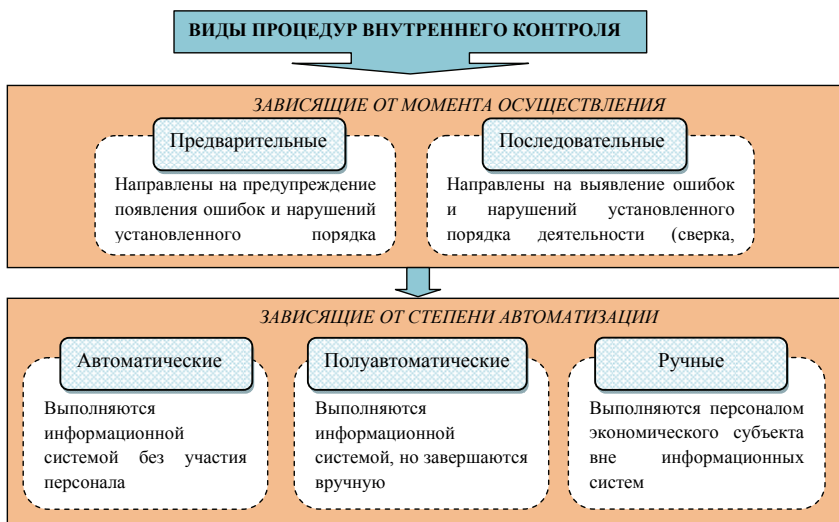 ВИДЫ ПРОЦЕДУР ВНУТРЕННЕГО КОНТРОЛЯ
ЗАВИСЯЩИЕ ОТ МОМЕНТА ОСУЩЕСТВЛЕНИЯ
Предварительные
Направлены на предупреждение
появления ошибок и нарушений
установленного порядка
Последовательные
Направлены на выявление ошибок
и нарушений установленного
порядка деятельности (сверка,
ЗАВИСЯЩИЕ ОТ СТЕПЕНИ АВТОМАТИЗАЦИИ
Автоматические
Выполняются
информационной
системой без участия
персонала
Полуавтоматические
Выполняются
информационной
системой, но завершаются
вручную
Ручные
Выполняются персоналом
экономического субъекта
вне информационных
систем